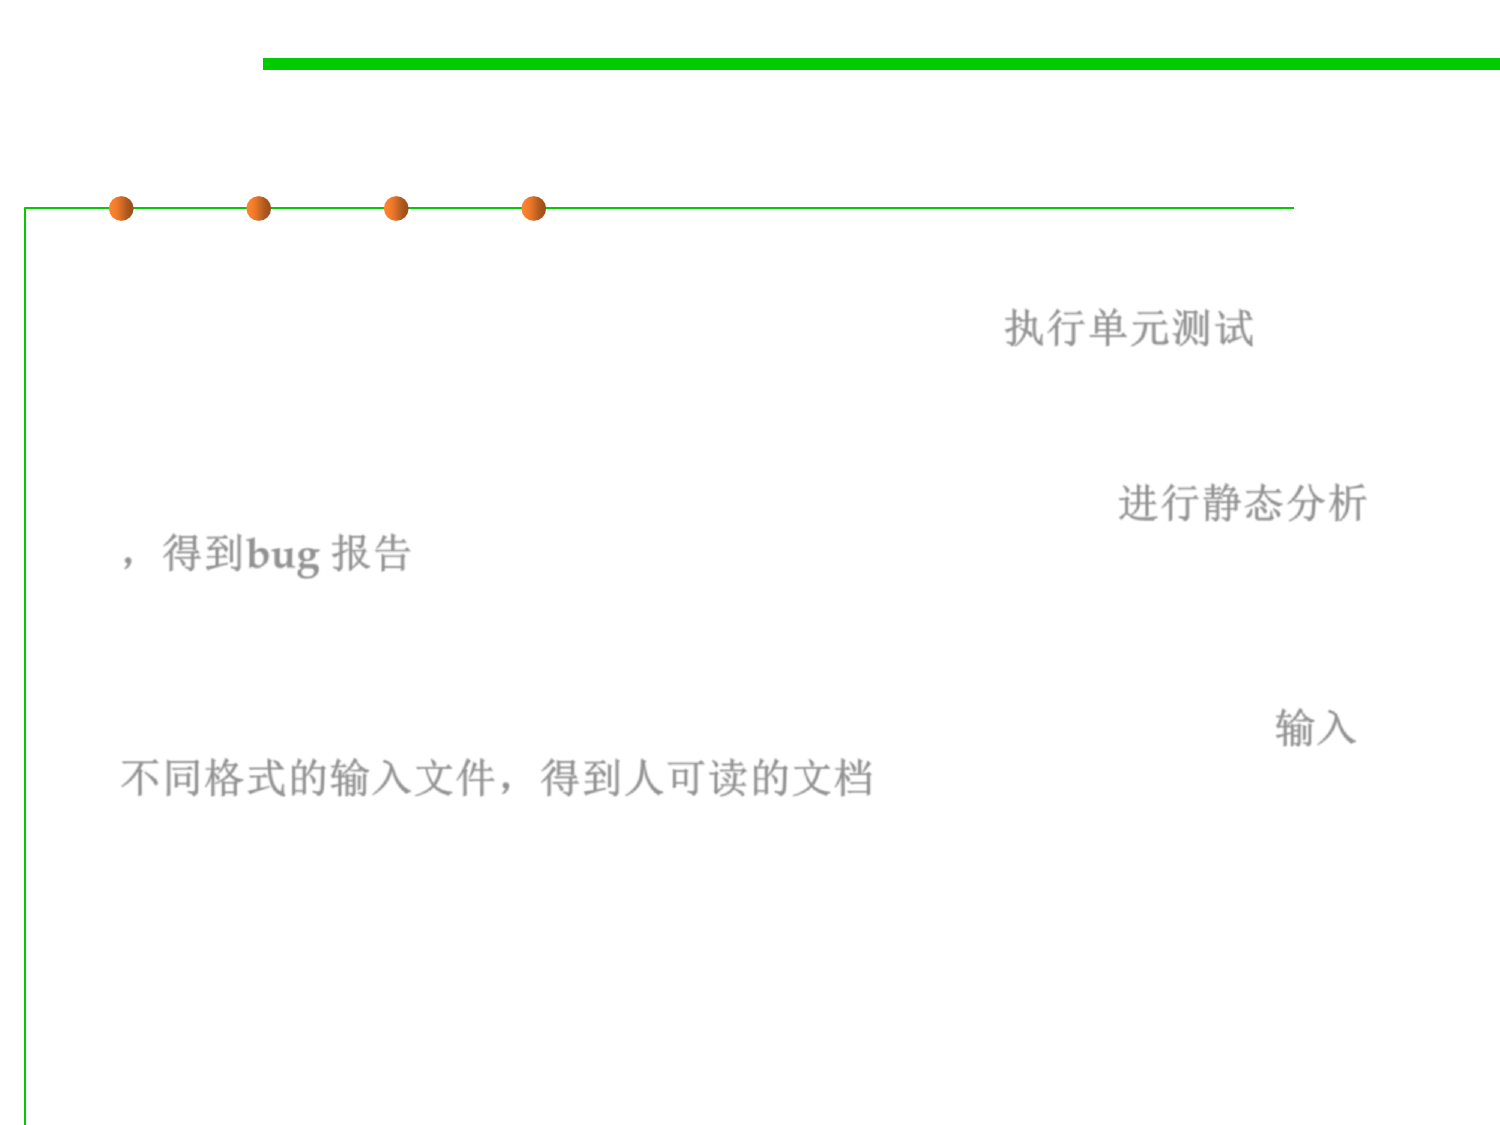 执行单元测试
进行静态分析
，得到bug 报告
输入
不同格式的输入文件，得到人可读的文档